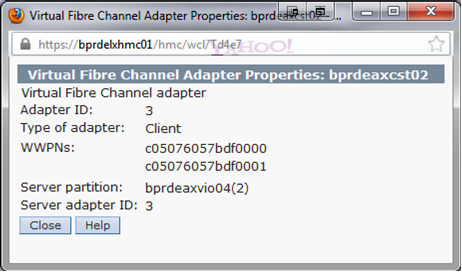 Virtual Fibre Channel Adapter Properties: bprdeaxcst02 - ...
https://bprdelxhmc01/hmc/wcl/Td4e7
YAHOO!
Virtual Fibre Channel Adapter Properties: bprdeaxcst02
Virtual Fibre Channel adapter
Adapter ID: 3
Type of adapter: Client
WWPNs: c05076057bdf0000
c05076057bdf0001
Server partition: bprdeaxvio04(2)
Server adapter ID: 3
Close Help